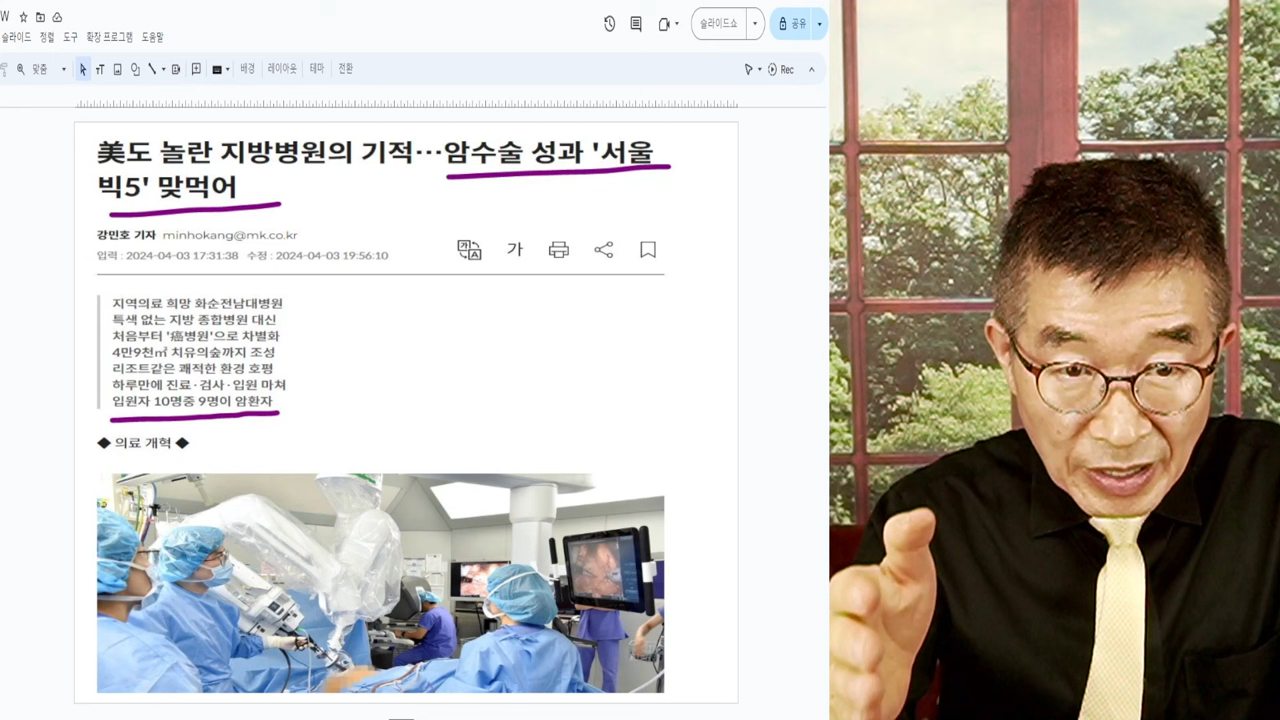 W
슬라이드 정렬 도구 확장 프로그램 도움말
슬라이드쇼
공유
맞춤
배경 레이아웃 테마 전환
Rec
美도 놀란 지방병원의 기적…암수술 성과 '서울
빅5' 맞먹어
강민호 기자 minhokang@mk.co.kr
입력 : 2024-04-03 17:31:38 수정 : 2024-04-03 19:56:10
가 A
가
지역의료 희망 화순전남대병원
특색 없는 지방 종합병원 대신
처음부터 '癌병원'으로 차별화
4만9천㎡ 치유의숲까지 조성
리조트같은 쾌적한 환경 호평
하루만에 진료·검사·입원 마쳐
입원자 10명중 9명이 암환자
◆ 의료 개혁 ◆